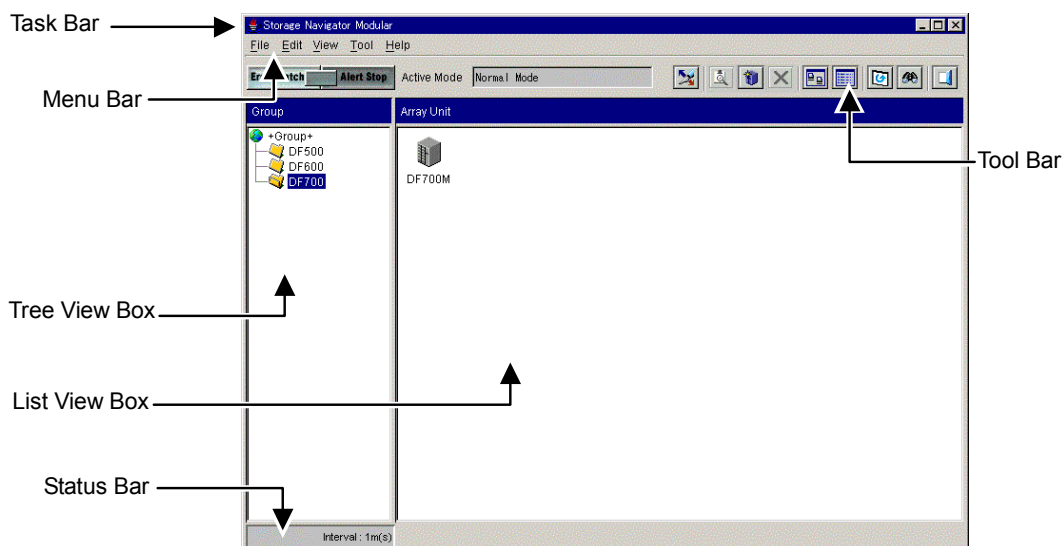 Task Bar
Storage Navigator Modular
File Edit View Tool Help
Alert Stop Active Mode Normal Mode
Menu Bar
Group Array Unit
+Group+
DF500
DF600
DF700
DF700M
Tool Bar
Tree View Box
List View Box
Status Bar
Interval : 1m(s)